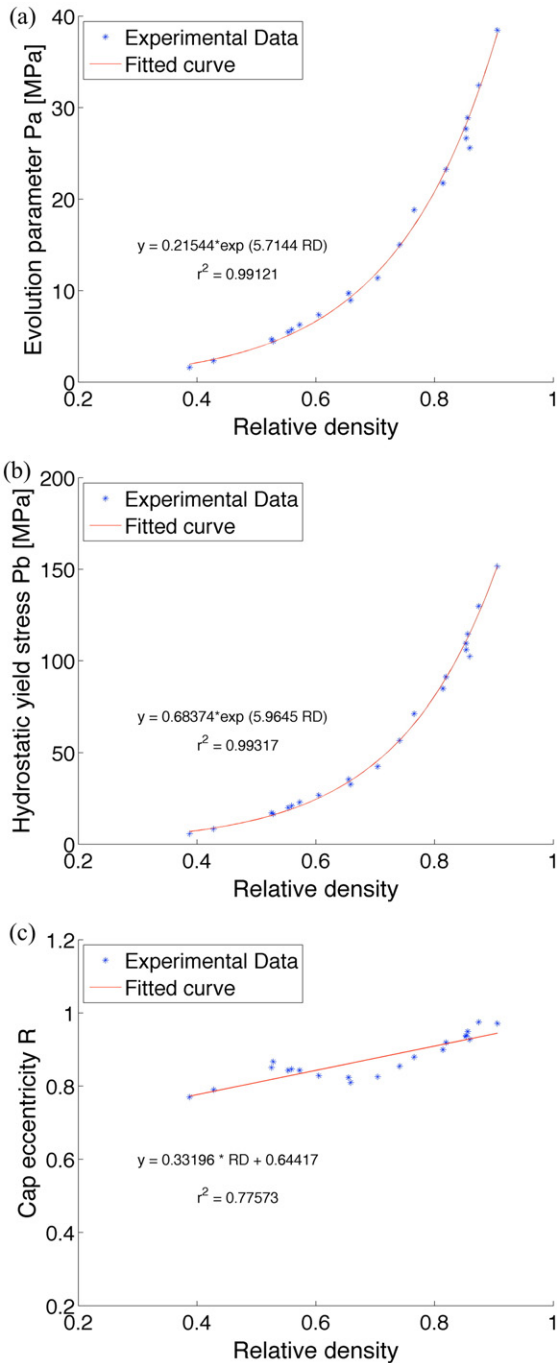 (a)
Experimental Data
Fitted curve
Evolution parameter Pa [MPa]
40
30
20
10
0
y = 0.21544*exp (5.7144 RD)
r² = 0.99121
0.2 0.4 0.6 0.8 1
Relative density
(b)
Experimental Data
Fitted curve
Hydrostatic yield stress Pb [MPa]
200
150
100
50
0
y = 0.68374*exp (5.9645 RD)
r² = 0.99317
0.2 0.4 0.6 0.8 1
Relative density
(c)
Experimental Data
Fitted curve
Cap eccentricity R
1.2
1
0.8
0.6
0.4
0.2
y = 0.33196 * RD + 0.64417
r² = 0.77573
0.2 0.4 0.6 0.8 1
Relative density